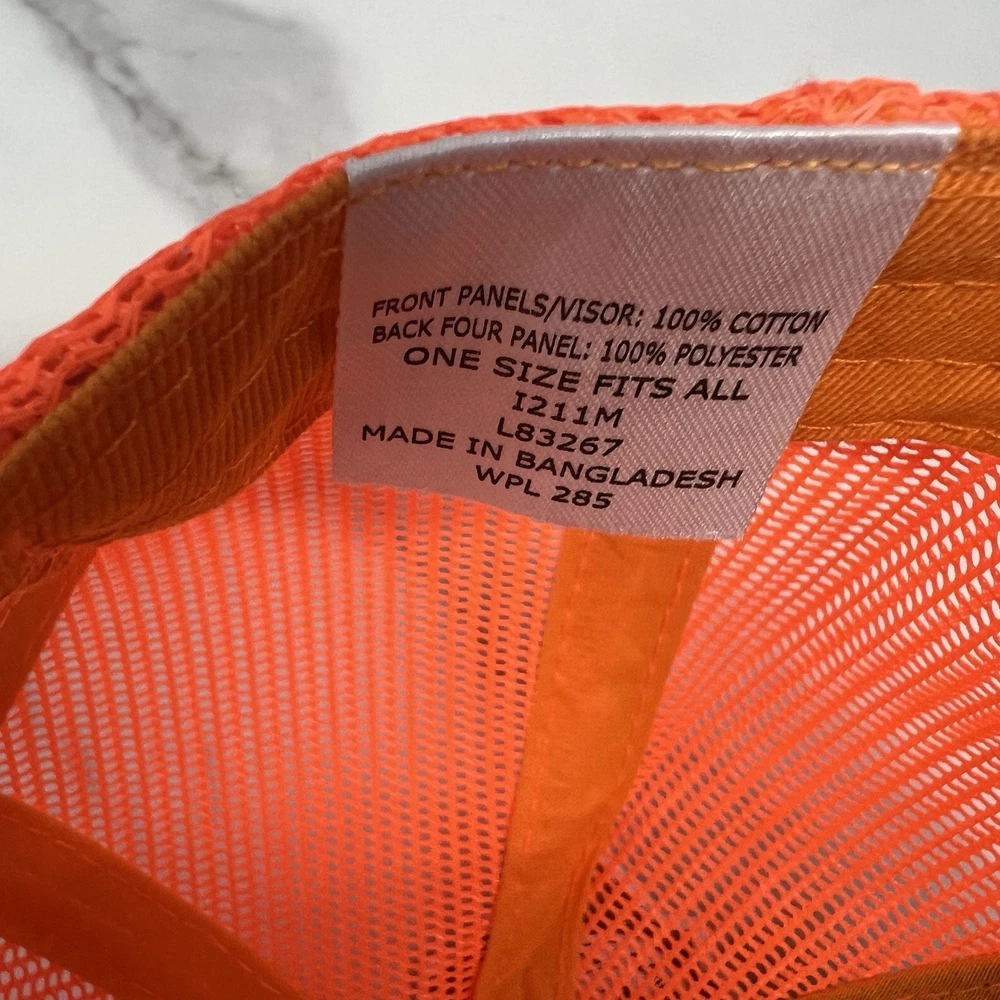 FRONT PANELS/VISOR: 100% COTTON
BACK FOUR PANEL: 100% POLYESTER
ONE SIZE FITS ALL
I211M
L83267
MADE IN BANGLADESH
WPL 285